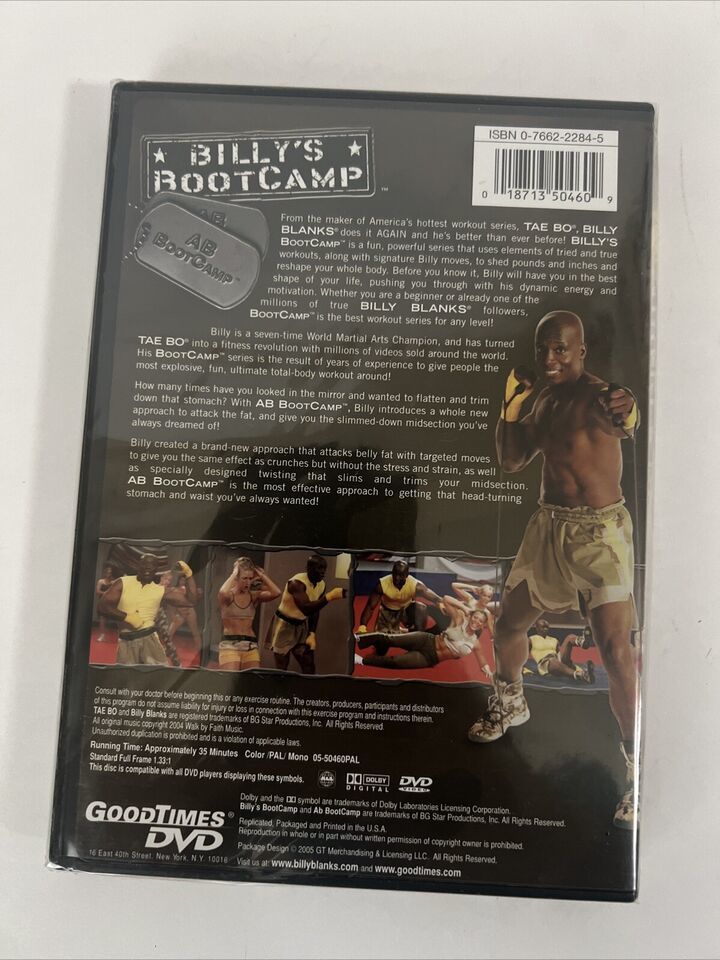 ★ BILLY'S ★
BOOTCAMP ™
ISBN 0-7662-2284-5
0 18713 50460 9
AB
AB
BOOTCAMP™
From the maker of America's hottest workout series, TAE BO®, BILLY
BLANKS® does it AGAIN and he's better than ever before! BILLY'S
BOOTCAMP™ is a fun, powerful series that uses elements of tried and true
workouts, along with signature Billy moves, to shed pounds and inches and
reshape your whole body. Before you know it, Billy will have you in the best
shape of your life, pushing you through with his dynamic energy and
motivation. Whether you are a beginner or already one of the
millions of true BILLY BLANKS® followers,
BOOTCAMP™ is the best workout series for any level!
Billy is a seven-time World Martial Arts Champion, and has turned
TAE BO® into a fitness revolution with millions of videos sold around the world.
His BOOTCAMP™ series is the result of years of experience to give people the
most explosive, fun, ultimate total-body workout around!
How many times have you looked in the mirror and wanted to flatten and trim
down that stomach? With AB BOOTCAMP™, Billy introduces a whole new
approach to attack the fat, and give you the slimmed-down midsection you've
always dreamed of!
Billy created a brand-new approach that attacks belly fat with targeted moves
to give you the same effect as crunches but without the stress and strain, as well
as specially designed twisting that slims and trims your midsection.
AB BOOTCAMP™ is the most effective approach to getting that head-turning
stomach and waist you've always wanted!
Consult with your doctor before beginning this or any exercise routine. The creators, producers, participants and distributors
of this program do not assume liability for injury or loss in connection with this exercise program and instructions therein.
TAE BO and Billy Blanks are registered trademarks of BG Star Productions, Inc. All Rights Reserved.
All original music copyright 2004 Walk by Faith Music.
Unauthorized duplication is prohibited and is a violation of applicable laws.
Running Time: Approximately 35 Minutes Color /PAL/ Mono 05-50460PAL
Standard Full Frame 1.33:1
This disc is compatible with all DVD players displaying these symbols.
ALL
DOLBY
DIGITAL
DVD
VIDEO
GOODTIMES®
DVD
16 East 40th Street, New York, N.Y. 10016
Dolby and the DD symbol are trademarks of Dolby Laboratories Licensing Corporation.
Billy's BootCamp and Ab BootCamp are trademarks of BG Star Productions, Inc. All Rights Reserved.
Replicated, Packaged and Printed in the U.S.A.
Reproduction in whole or in part without written permission of copyright owner is prohibited.
Package Design © 2005 GT Merchandising & Licensing LLC. All Rights Reserved.
Visit us at: www.billyblanks.com and www.goodtimes.com